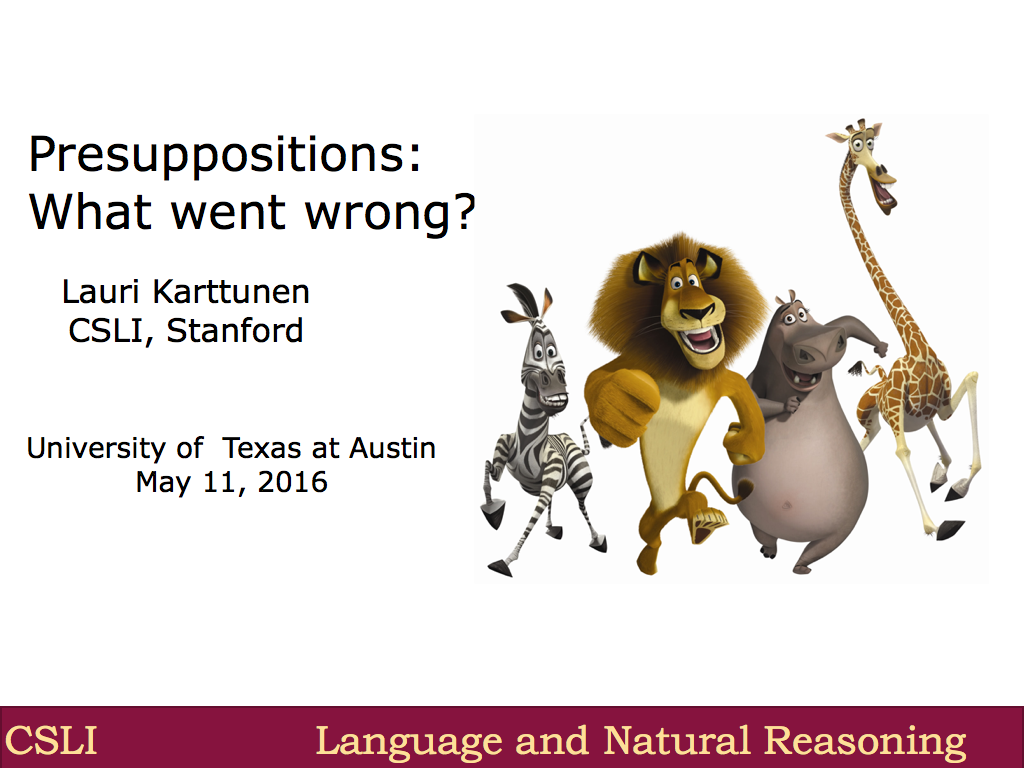 Presuppositions:
What went wrong?
Lauri Karttunen
CSLI, Stanford
University of  Texas at Austin
May 11, 2016
CSLI
Language and Natural Reasoning